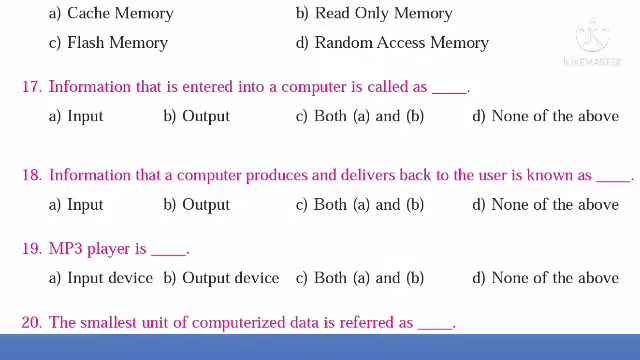 a) Cache Memory b) Read Only Memory
c) Flash Memory d) Random Access Memory
KINEMASTER
17. Information that is entered into a computer is called as ____.
a) Input b) Output c) Both (a) and (b) d) None of the above
18. Information that a computer produces and delivers back to the user is known as ____.
a) Input b) Output c) Both (a) and (b) d) None of the above
19. MP3 player is ____.
a) Input device b) Output device c) Both (a) and (b) d) None of the above
20. The smallest unit of computerized data is referred as ____.